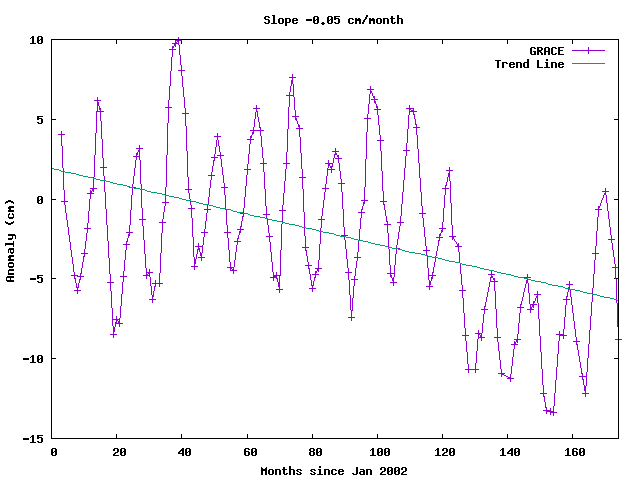 Slope -0.05 cm/month
10
GRACE
Trend Line
5
0
-5
-10
-15
Anomaly (cm)
0 20 40 60 80 100 120 140 160
Months since Jan 2002